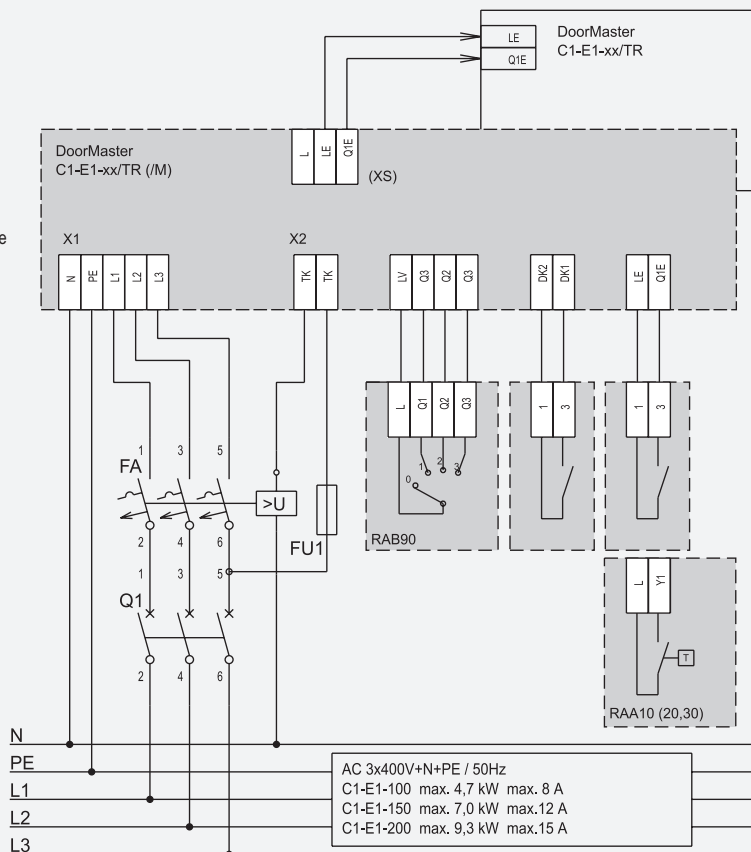 LE
Q1E
DoorMaster
C1-E1-xx/TR
DoorMaster
C1-E1-xx/TR (/M)
L
LE
Q1E
(XS)
e
X1
X2
N
PE
L1
L2
L3
TK
TK
LV
Q3
Q2
Q3
DK2
DK1
LE
Q1E
L
Q1
Q2
Q3
1
3
1
3
0
1
2
3
RAB90
1
3
5
FA
>U
FU1
2
4
6
1
3
5
Q1
2
4
6
L
Y1
T
RAA10 (20,30)
N
PE
L1
L2
L3
AC 3x400V+N+PE / 50Hz
C1-E1-100 max. 4,7 kW max. 8 A
C1-E1-150 max. 7,0 kW max.12 A
C1-E1-200 max. 9,3 kW max.15 A